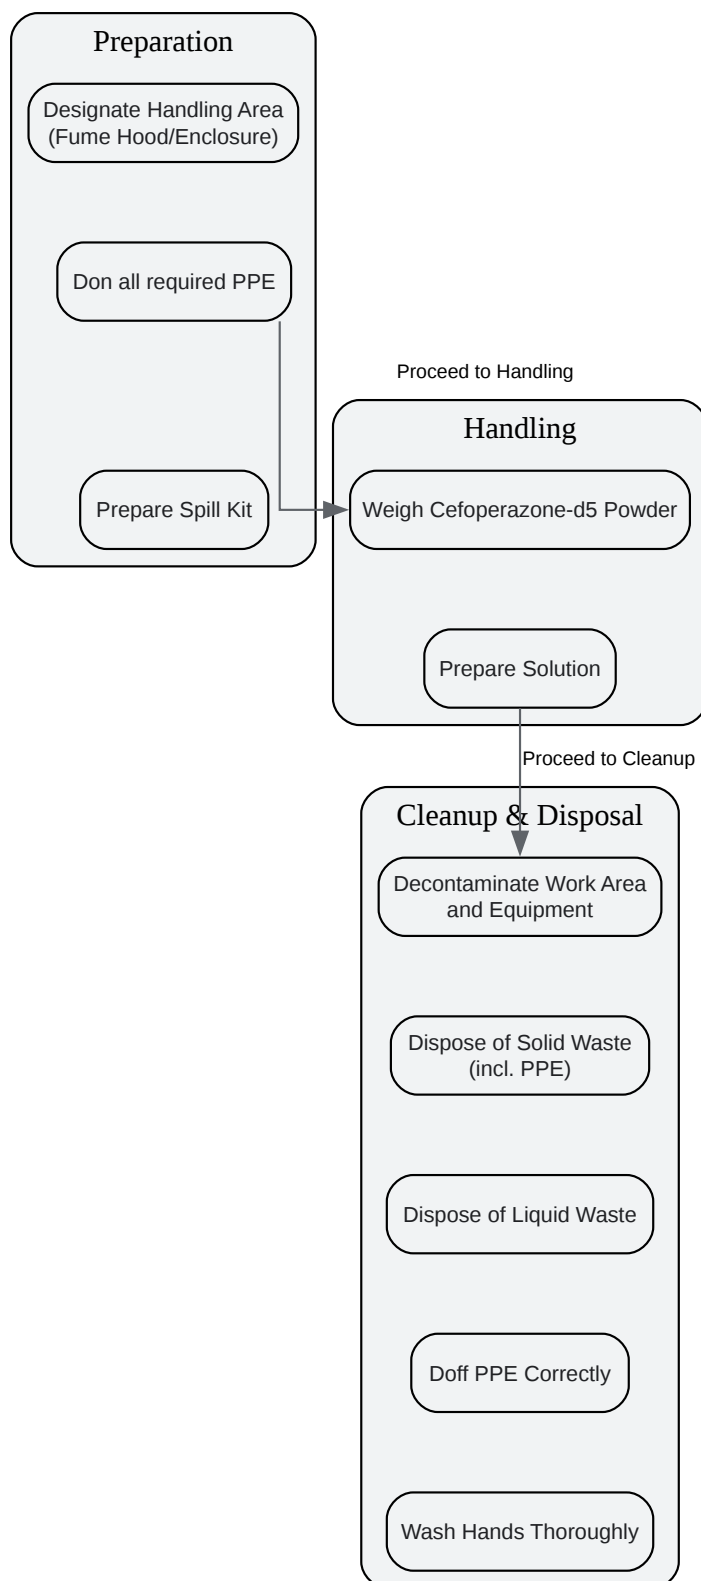 Preparation
Designate Handling Area
(Fume Hood/Enclosure)
Don all required PPE
Prepare Spill Kit
Proceed to Handling
Handling
Weigh Cefoperazone-d5 Powder
Prepare Solution
Proceed to Cleanup
Cleanup & Disposal
Decontaminate Work Area
and Equipment
Dispose of Solid Waste
(incl. PPE)
Dispose of Liquid Waste
Doff PPE Correctly
Wash Hands Thoroughly